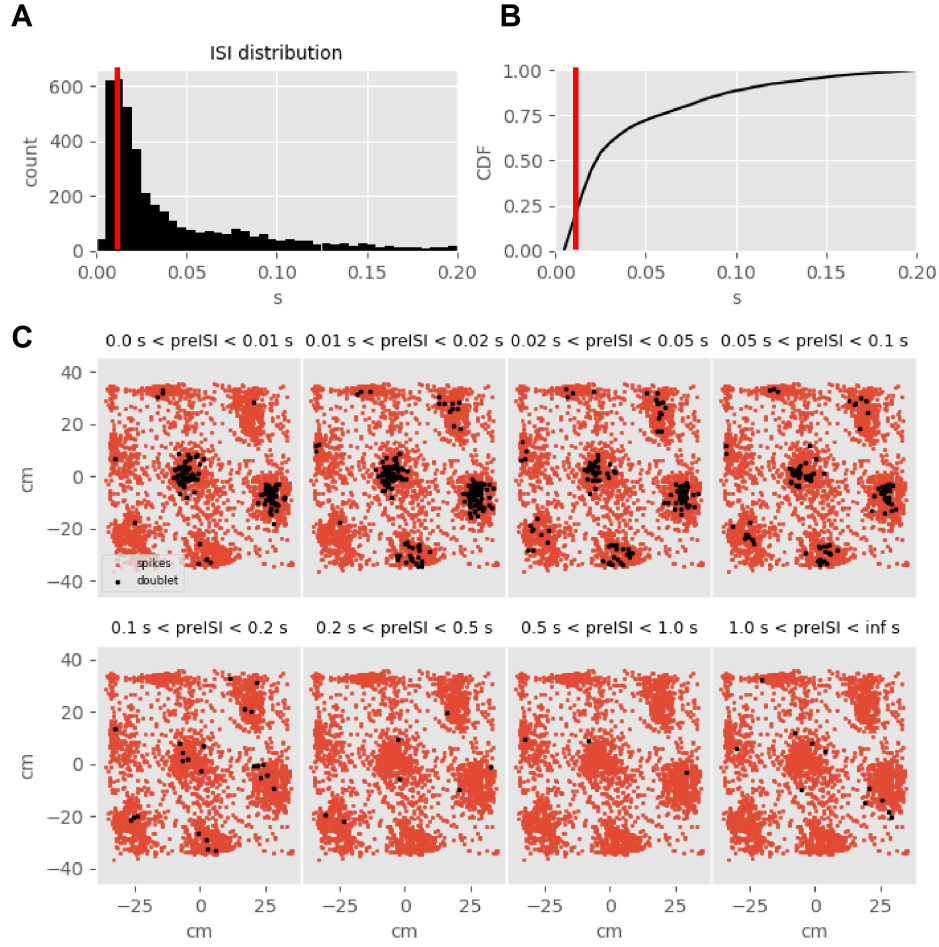 A
B
ISI distribution
600
400
200
0
count
0.00 0.05 0.10 0.15 0.20
s
1.00
0.75
0.50
0.25
0.00
CDF
0.00 0.05 0.10 0.15 0.20
s
C
0.0 s < preISI < 0.01 s 0.01 s < preISI < 0.02 s 0.02 s < preISI < 0.05 s 0.05 s < preISI < 0.1 s
40
20
0
−20
−40
cm
spikes
doublet
0.1 s < preISI < 0.2 s 0.2 s < preISI < 0.5 s 0.5 s < preISI < 1.0 s 1.0 s < preISI < inf s
40
20
0
−20
−40
cm
−25 0 25 −25 0 25 −25 0 25 −25 0 25
cm cm cm cm